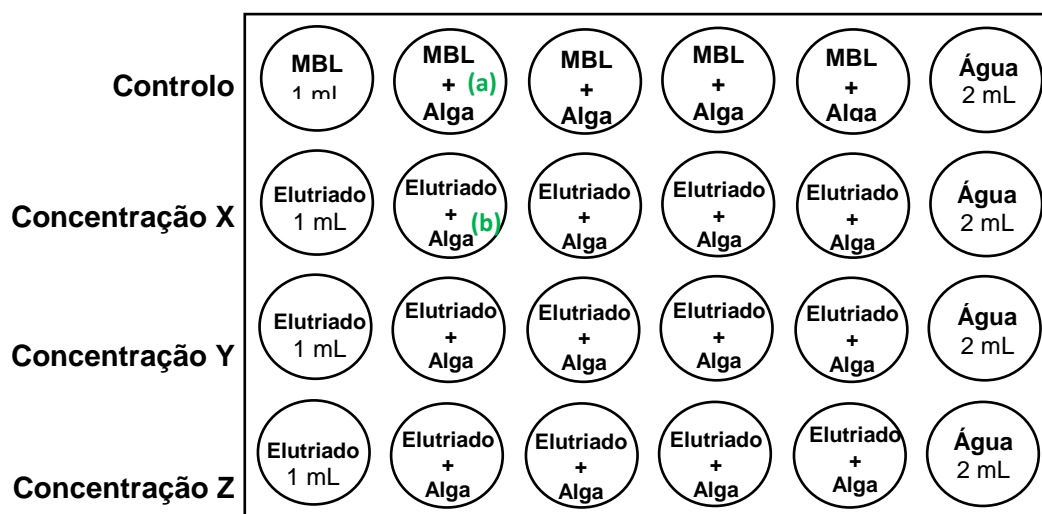 Controlo
MBL
1 mL
MBL
+ (a)
Alga
MBL
+
Alga
MBL
+
Alga
MBL
+
Alga
Água
2 mL
Concentração X
Elutriado
1 mL
Elutriado
+
Alga (b)
Elutriado
+
Alga
Elutriado
+
Alga
Elutriado
+
Alga
Água
2 mL
Concentração Y
Elutriado
1 mL
Elutriado
+
Alga
Elutriado
+
Alga
Elutriado
+
Alga
Elutriado
+
Alga
Água
2 mL
Concentração Z
Elutriado
1 mL
Elutriado
+
Alga
Elutriado
+
Alga
Elutriado
+
Alga
Elutriado
+
Alga
Água
2 mL